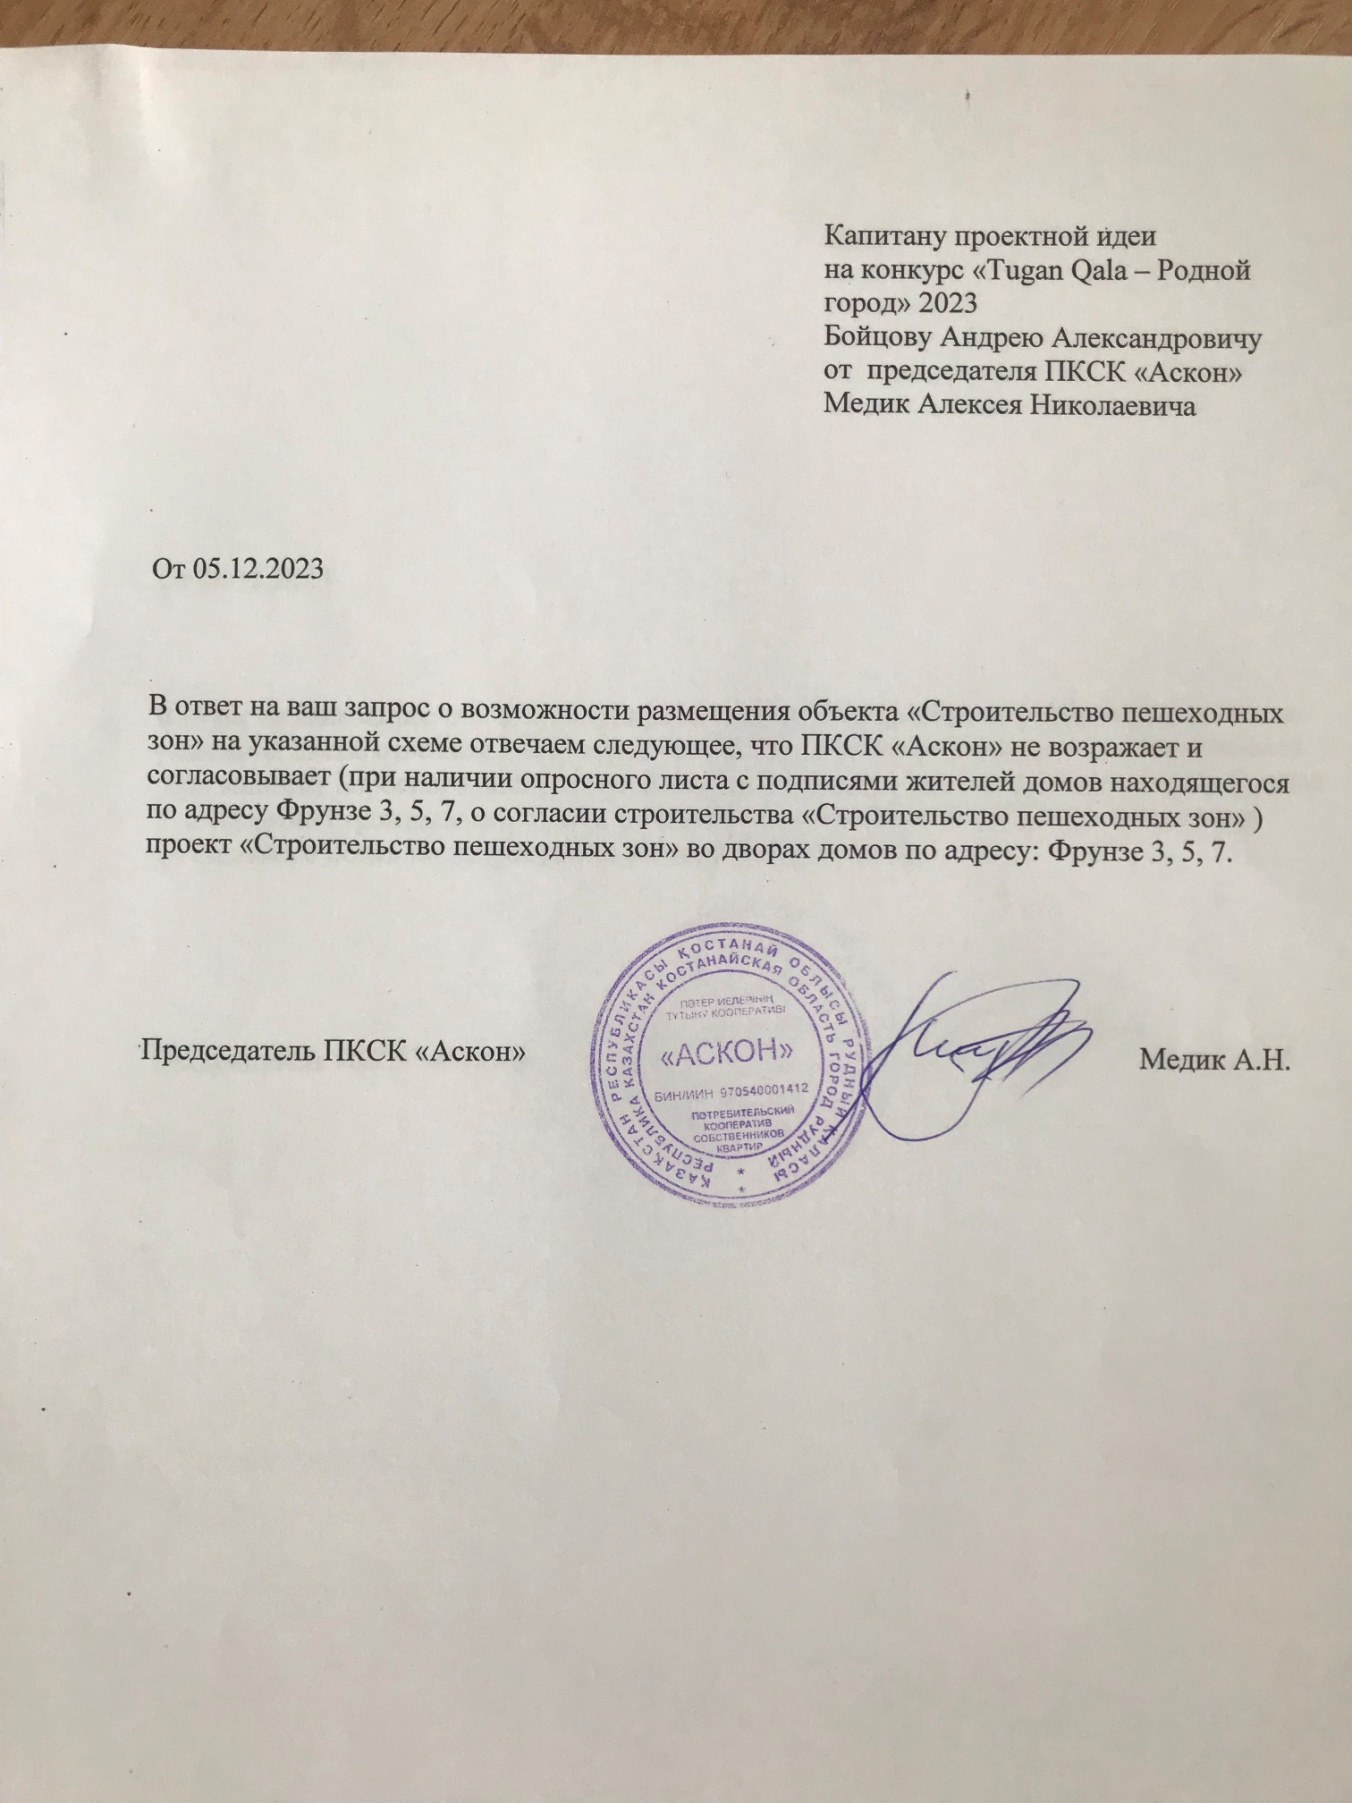 Капитану проектной идеи
на конкурс «Tugan Qala – Родной
город» 2023
Бойцову Андрею Александровичу
от председателя ПКСК «Аскон»
Медик Алексея Николаевича
От 05.12.2023
В ответ на ваш запрос о возможности размещения объекта «Строительство пешеходных
зон» на указанной схеме отвечаем следующее, что ПКСК «Аскон» не возражает и
согласовывает (при наличии опросного листа с подписями жителей домов находящегося
по адресу Фрунзе 3, 5, 7, о согласии строительства «Строительство пешеходных зон» )
проект «Строительство пешеходных зон» во дворах домов по адресу: Фрунзе 3, 5, 7.
Председатель ПКСК «Аскон»
ҚАЗАҚСТАН РЕСПУБЛИКАСЫ ҚОСТАНАЙ ОБЛЫСЫ РУДНЫЙ ҚАЛАСЫ
РЕСПУБЛИКА КАЗАХСТАН КОСТАНАЙСКАЯ ОБЛАСТЬ ГОРОД РУДНЫЙ
ПӘТЕР ИЕЛЕРІНІҢ
ТҰТЫНУ КООПЕРАТИВІ
«АСКОН»
БИН/ИИН 970540001412
ПОТРЕБИТЕЛЬСКИЙ
КООПЕРАТИВ
СОБСТВЕННИКОВ
КВАРТИР
Медик А.Н.